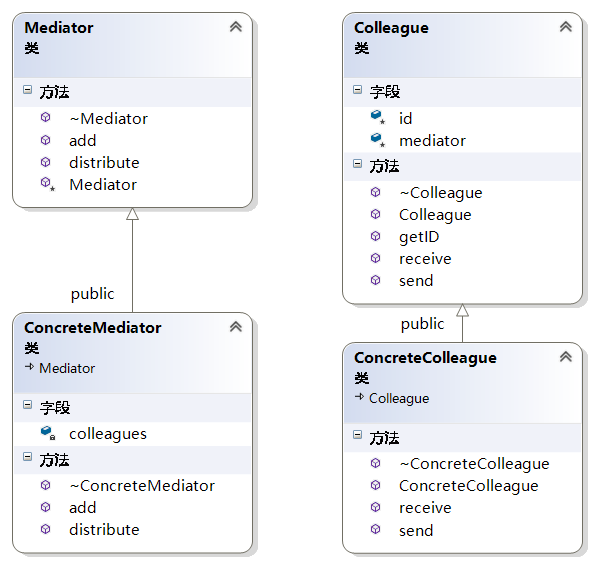 Mediator
类
方法
~Mediator
add
distribute
Mediator
public
ConcreteMediator
类
Mediator
字段
colleagues
方法
~ConcreteMediator
add
distribute
Colleague
类
字段
id
mediator
方法
~Colleague
Colleague
getID
receive
send
public
ConcreteColleague
类
Colleague
方法
~ConcreteColleague
ConcreteColleague
receive
send